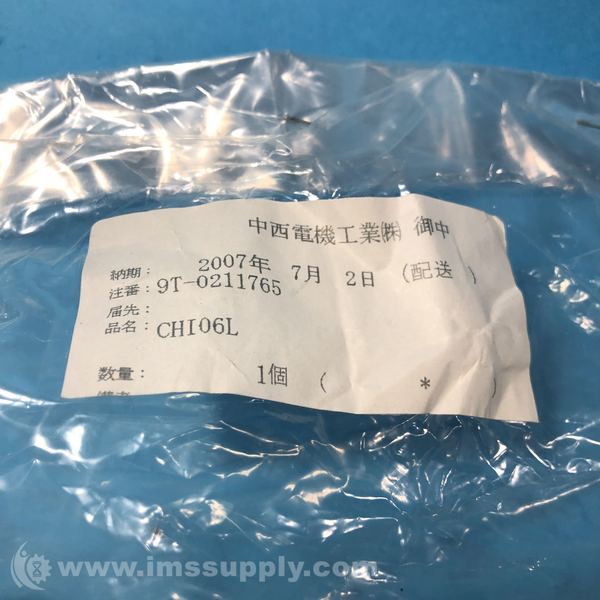 中西電機工業㈱ 御中
納期: 2007年 7月 2日 (配送 )
注番: 9T-0211765
届先:
品名: CHI06L
数量: 1個 ( * )
www.imssupply.com